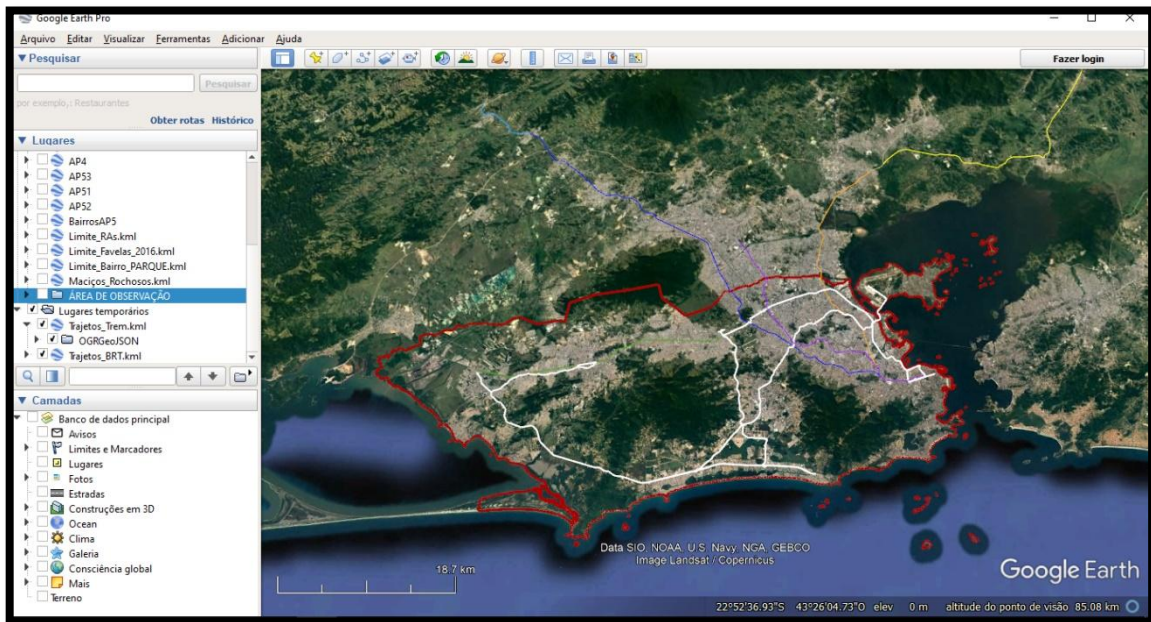 Google Earth Pro
Arquivo Editar Visualizar Ferramentas Adicionar Ajuda
Pesquisar
Pesquisar
por exemplo,: Restaurantes
Obter rotas Histórico
Lugares
AP4
AP53
AP51
AP52
BairrosAP5
Limite_RAs.kml
Limite_Favelas_2016.kml
Limite_Bairro_PARQUE.kml
Maciços_Rochosos.kml
ÁREA DE OBSERVAÇÃO
Lugares temporários
Trajetos_Trem.kml
OGRGeoJSON
Trajetos_BRT.kml
Camadas
Banco de dados principal
Avisos
Limites e Marcadores
Lugares
Fotos
Estradas
Construções em 3D
Ocean
Clima
Galeria
Consciência global
Mais
Terreno
Fazer login
Data SIO, NOAA, U.S. Navy, NGA, GEBCO
Image Landsat / Copernicus
18.7 km
Google Earth
22°52'36.93"S 43°26'04.73"O elev 0 m altitude do ponto de visão 85.08 km